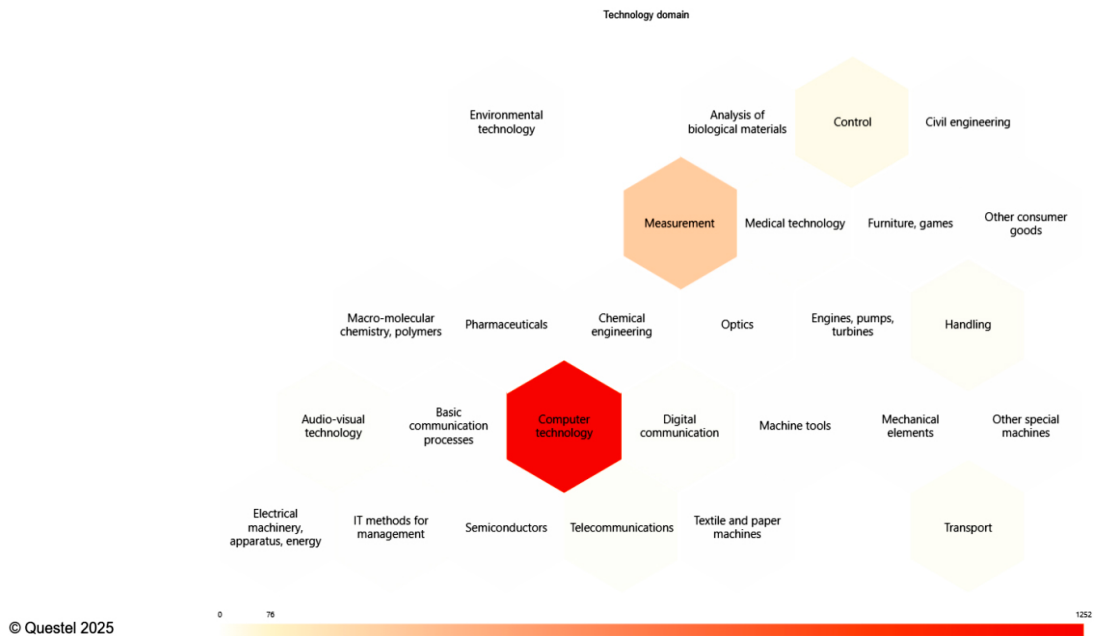 Technology domain
Environmental
technology
Analysis of
biological materials
Control
Civil engineering
Measurement
Medical technology
Furniture, games
Other consumer
goods
Macro-molecular
chemistry, polymers
Pharmaceuticals
Chemical
engineering
Optics
Engines, pumps,
turbines
Handling
Audio-visual
technology
Basic
communication
processes
Computer
technology
Digital
communication
Machine tools
Mechanical
elements
Other special
machines
Electrical
machinery,
apparatus, energy
IT methods for
management
Semiconductors
Telecommunications
Textile and paper
machines
Transport
0 76 1252
© Questel 2025